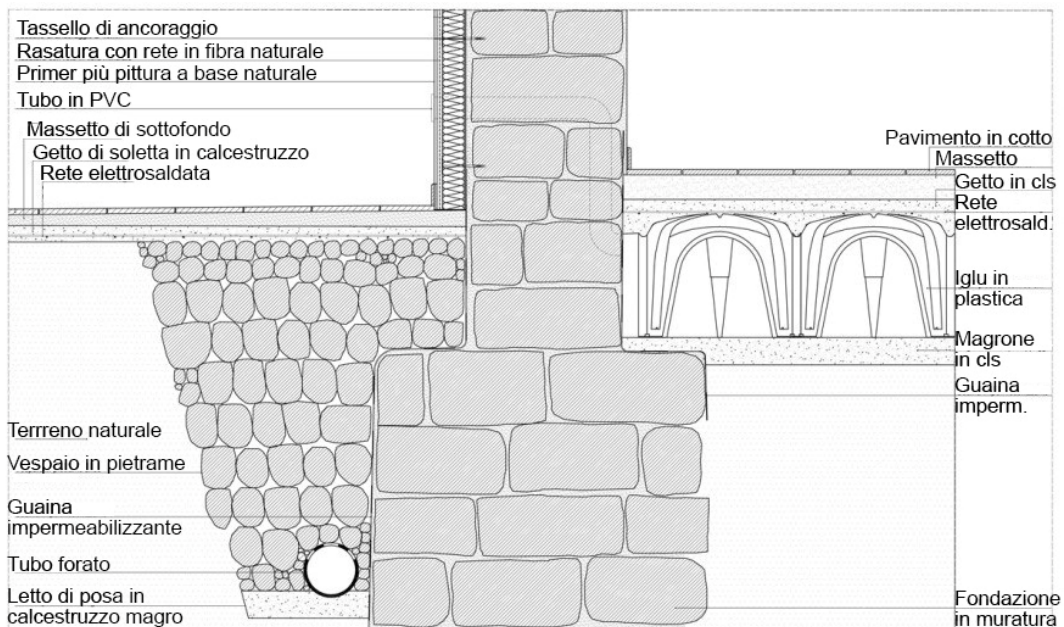 Tassello di ancoraggio
Rasatura con rete in fibra naturale
Primer più pittura a base naturale
Tubo in PVC
Massetto di sottofondo
Getto di soletta in calcestruzzo
Rete elettrosaldata
Terrreno naturale
Vespaio in pietrame
Guaina
impermeabilizzante
Tubo forato
Letto di posa in
calcestruzzo magro
Pavimento in cotto
Massetto
Getto in cls
Rete
elettrosald.
Iglu in
plastica
Magrone
in cls
Guaina
imperm.
Fondazione
in muratura